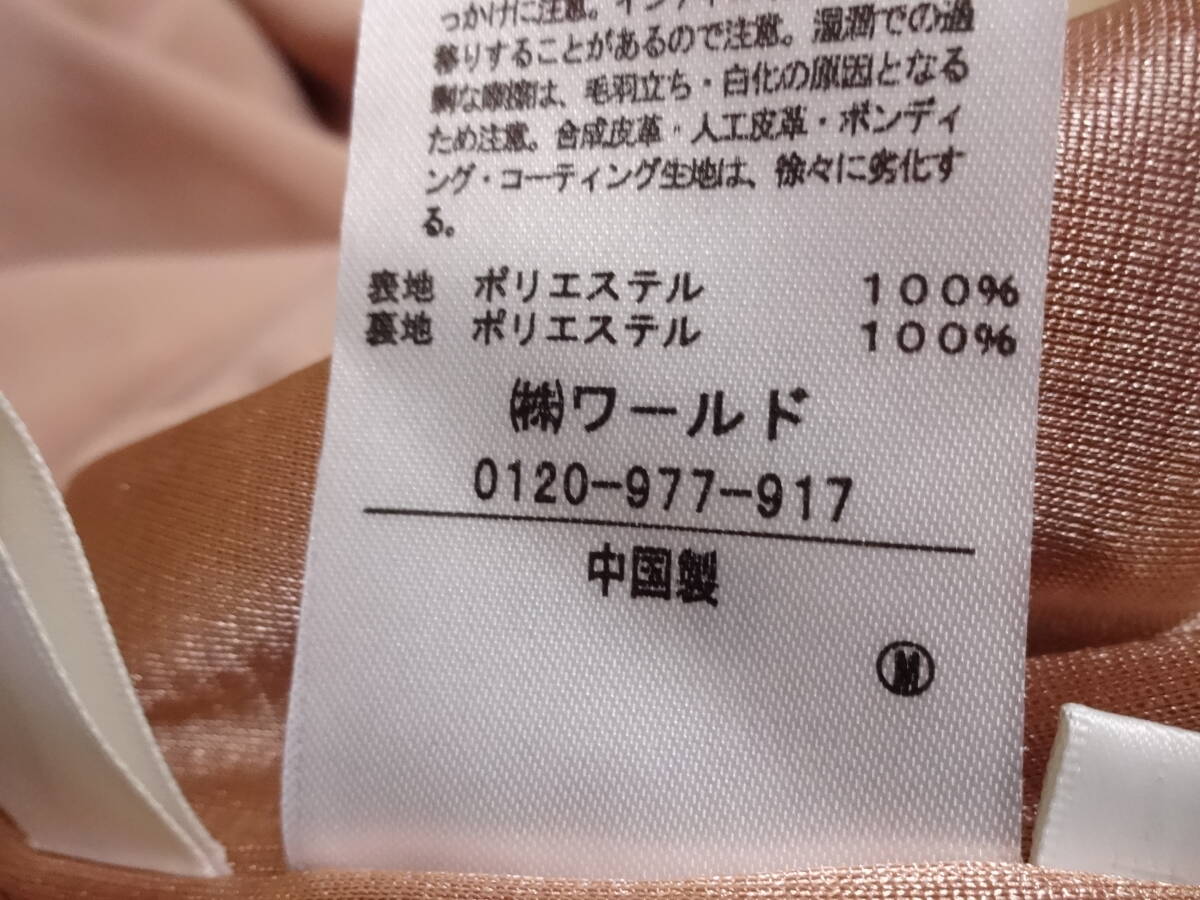 っかけに注意。イン
移りすることがあるので注意。湿潤での過
剰な摩擦は、毛羽立ち・白化の原因となる
ため注意。合成皮革・人工皮革・ボンディ
ング・コーティング生地は、徐々に劣化す
る。
表地 ポリエステル 100%
裏地 ポリエステル 100%
㈱ワールド
0120-977-917
中国製
Ⓜ